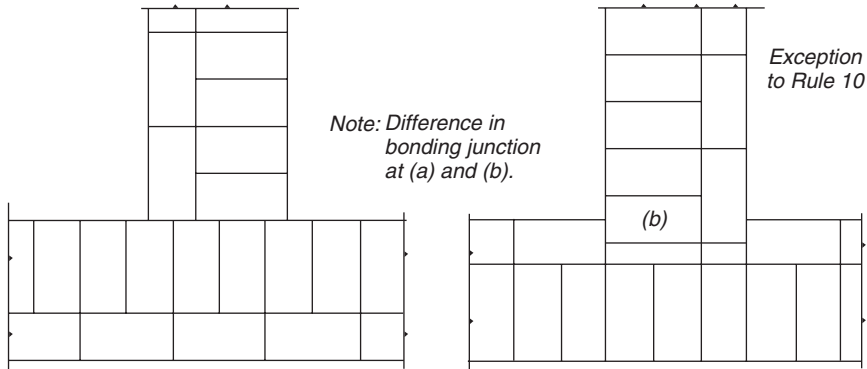 Exception
to Rule 10
Note: Difference in
bonding junction
at (a) and (b).
(b)